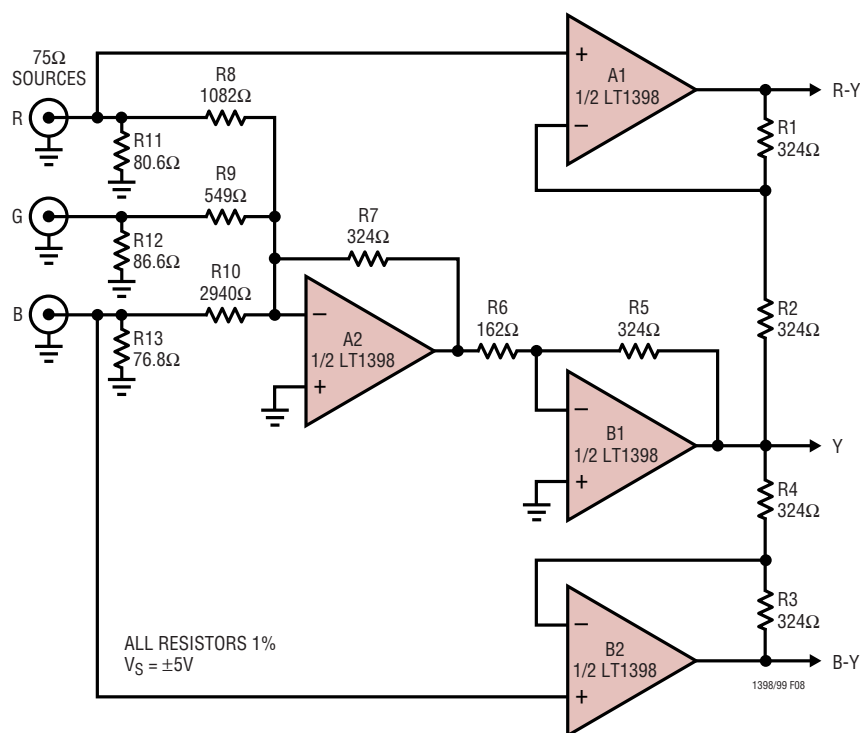 75Ω
SOURCES
R
R11
80.6Ω
R8
1082Ω
G
R12
86.6Ω
R9
549Ω
B
R13
76.8Ω
R10
2940Ω
R7
324Ω
−
A2
1/2 LT1398
+
R6
162Ω
R5
324Ω
+
A1
1/2 LT1398
−
R-Y
R1
324Ω
R2
324Ω
−
B1
1/2 LT1398
+
Y
R4
324Ω
R3
324Ω
−
B2
1/2 LT1398
+
B-Y
ALL RESISTORS 1%
VS = ±5V
1398/99 F08